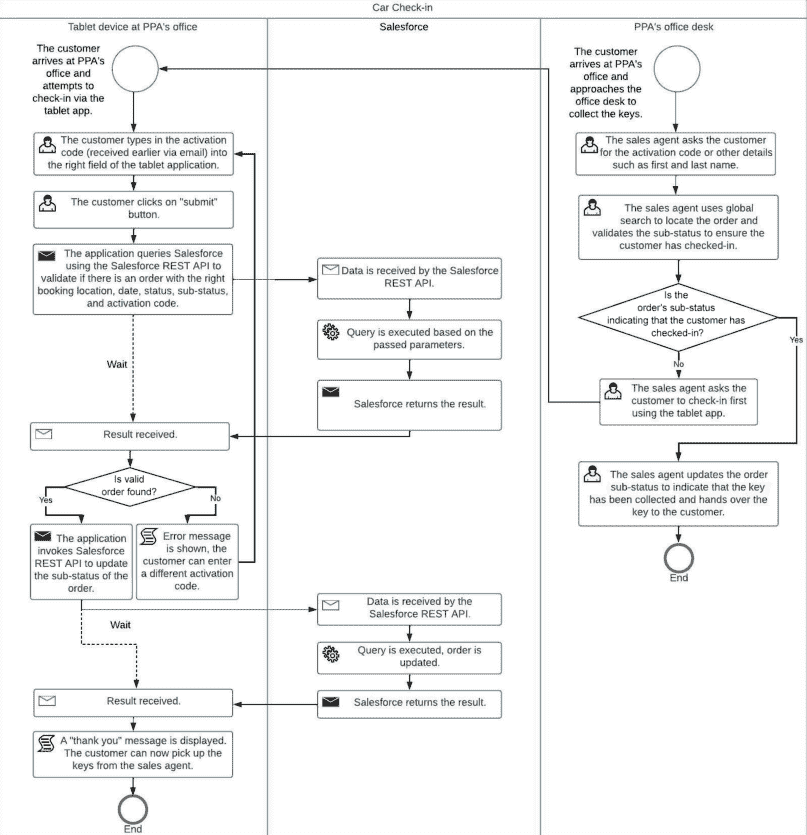 Car Check-in
Tablet device at PPA's office
Salesforce
PPA's office desk
The customer
arrives at PPA's
office and
attempts to
check-in via the
tablet app.
The customer types in the activation
code (received earlier via email) into
the right field of the tablet application.
The customer clicks on "submit"
button.
The application queries Salesforce
using the Salesforce REST API to
validate if there is an order with the right
booking location, date, status, sub-status,
and activation code.
Wait
Data is received by the Salesforce
REST API.
Query is executed based on the
passed parameters.
Salesforce returns the result.
Result received.
Is valid
order found?
Yes
No
The application
invokes Salesforce
REST API to update
the sub-status of the
order.
Error message
is shown, the
customer can enter
a different activation
code.
Wait
Data is received by the
Salesforce REST API.
Query is executed, order is
updated.
Salesforce returns the result.
Result received.
A "thank you" message is displayed.
The customer can now pick up the
keys from the sales agent.
End
The customer
arrives at PPA's
office and
approaches the
office desk to
collect the keys.
The sales agent asks the customer
for the activation code or other details
such as first and last name.
The sales agent uses global
search to locate the order and
validates the sub-status to ensure the
customer has checked-in.
Is the
order's sub-status
indicating that the customer has
checked-in?
Yes
No
The sales agent asks the
customer to check-in first
using the tablet app.
The sales agent updates the order
sub-status to indicate that the key
has been collected and hands over the
key to the customer.
End